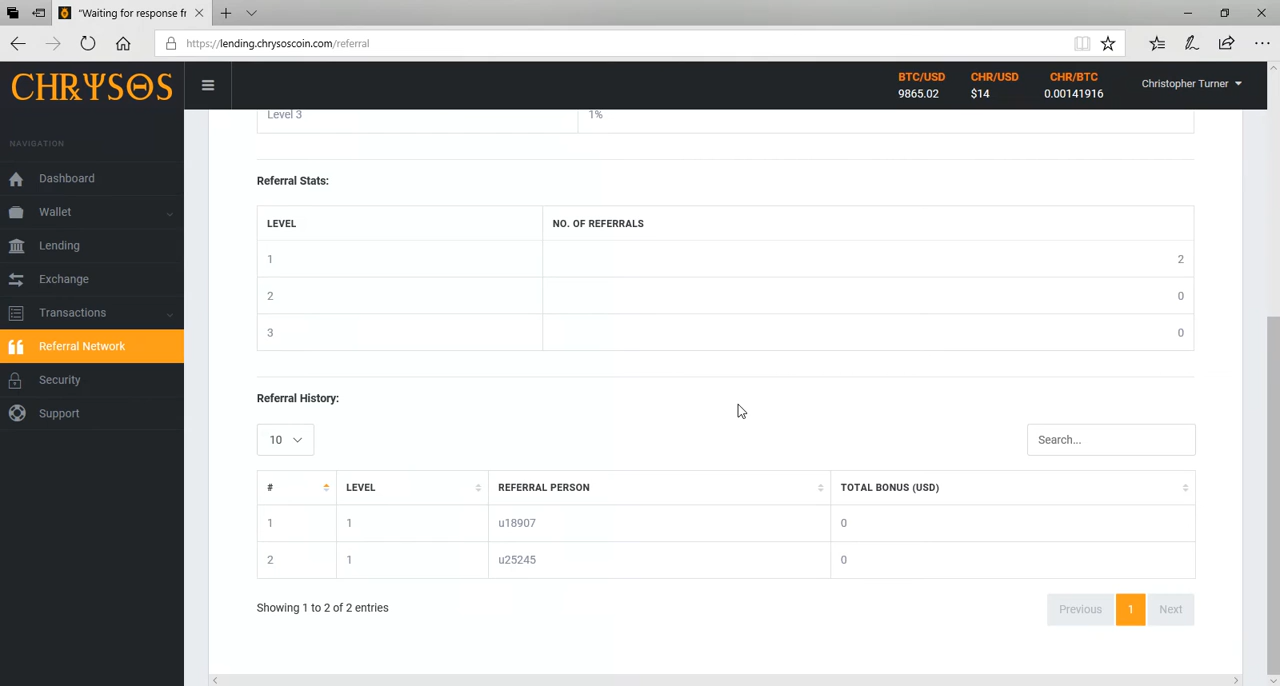 "Waiting for response fr
https://lending.chrysoscoin.com/referral
CHRΨSΘS
BTC/USD
9865.02
CHR/USD
$14
CHR/BTC
0.00141916
Christopher Turner
NAVIGATION
Dashboard
Wallet
Lending
Exchange
Transactions
Referral Network
Security
Support
Level 3 1%
Referral Stats:
LEVEL NO. OF REFERRALS
1 2
2 0
3 0
Referral History:
10
Search...
# LEVEL REFERRAL PERSON TOTAL BONUS (USD)
1 1 u18907 0
2 1 u25245 0
Showing 1 to 2 of 2 entries
Previous 1 Next